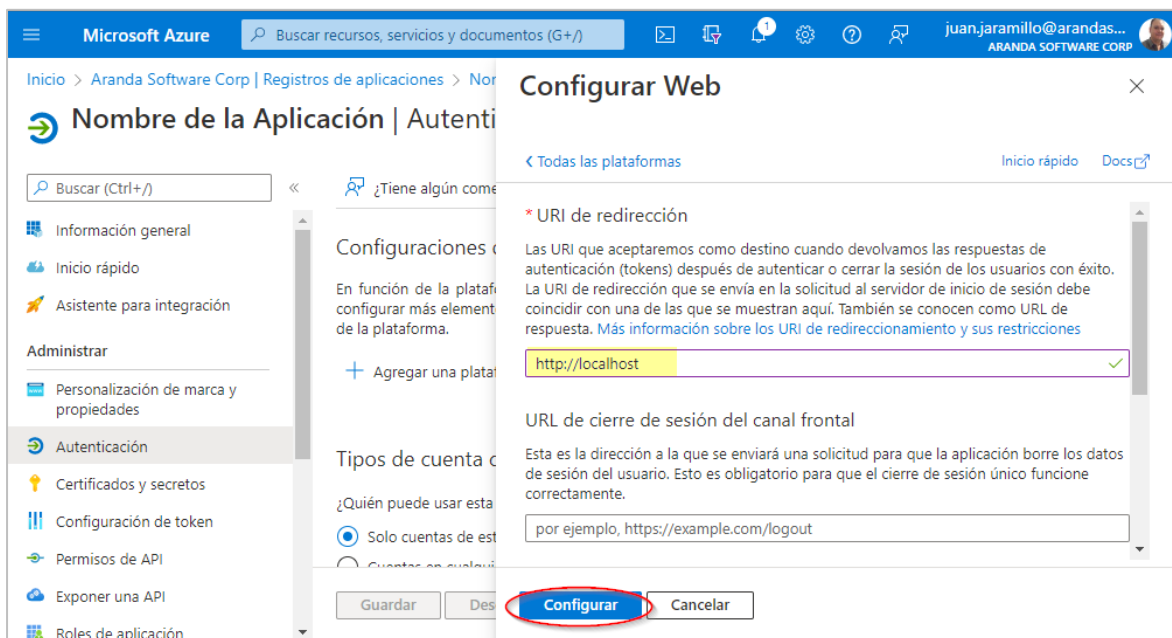 Microsoft Azure
Buscar recursos, servicios y documentos (G+/)
1
juan.jaramillo@arandas...
ARANDA SOFTWARE CORP
Inicio > Aranda Software Corp | Registros de aplicaciones > Nor
Nombre de la Aplicación | Autenti
Buscar (Ctrl+/)
«
Información general
Inicio rápido
Asistente para integración
Administrar
Personalización de marca y
propiedades
Autenticación
Certificados y secretos
Configuración de token
Permisos de API
Exponer una API
Roles de aplicación
¿Tiene algún come
Configuraciones
En función de la plataf
configurar más element
de la plataforma.
Agregar una plata
Tipos de cuenta
¿Quién puede usar esta
Solo cuentas de est
Cuentas en cualqui
Guardar
Des
Configurar Web
Todas las plataformas
Inicio rápido
Docs
* URI de redirección
Las URI que aceptaremos como destino cuando devolvamos las respuestas de
autenticación (tokens) después de autenticar o cerrar la sesión de los usuarios con éxito.
La URI de redirección que se envía en la solicitud al servidor de inicio de sesión debe
coincidir con una de las que se muestran aquí. También se conocen como URL de
respuesta. Más información sobre los URI de redireccionamiento y sus restricciones
http://localhost
URL de cierre de sesión del canal frontal
Esta es la dirección a la que se enviará una solicitud para que la aplicación borre los datos
de sesión del usuario. Esto es obligatorio para que el cierre de sesión único funcione
correctamente.
por ejemplo, https://example.com/logout
Configurar
Cancelar